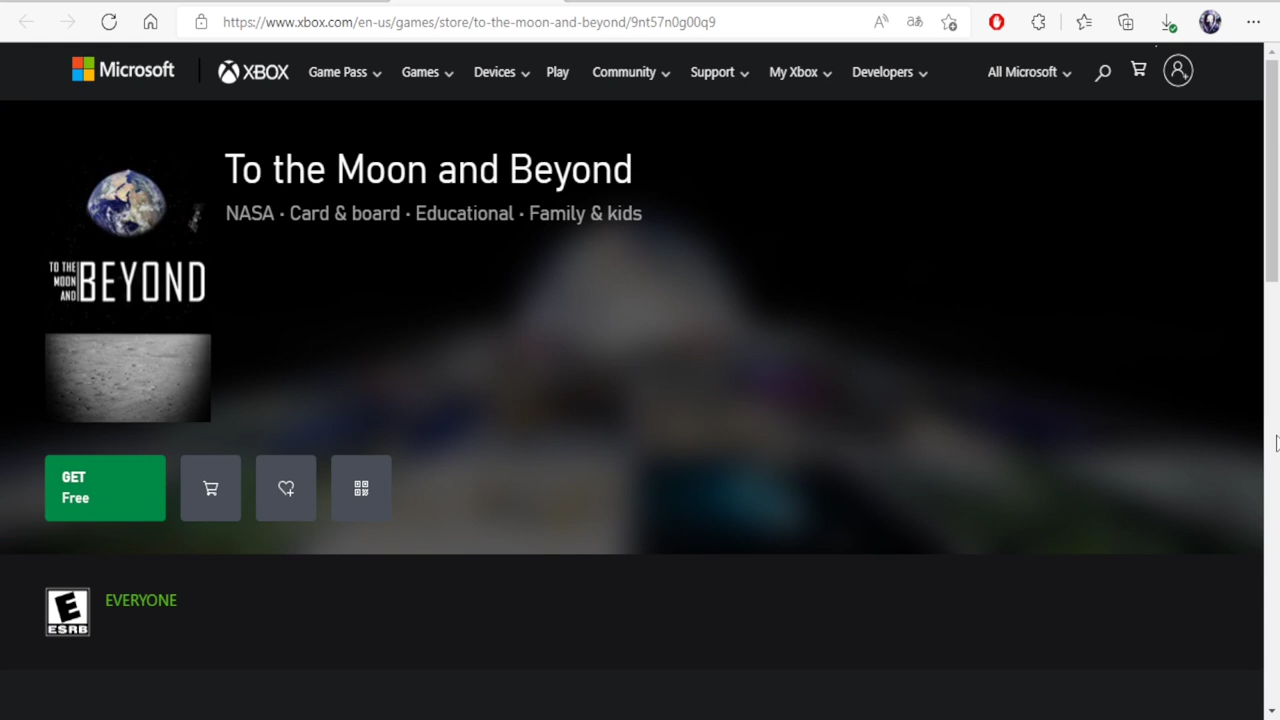 https://www.xbox.com/en-us/games/store/to-the-moon-and-beyond/9nt57n0g00q9
Microsoft
XBOX
Game Pass
Games
Devices
Play
Community
Support
My Xbox
Developers
All Microsoft
To the Moon and Beyond
NASA • Card & board • Educational • Family & kids
TO THE MOON AND BEYOND
GET
Free
E
ESRB
EVERYONE